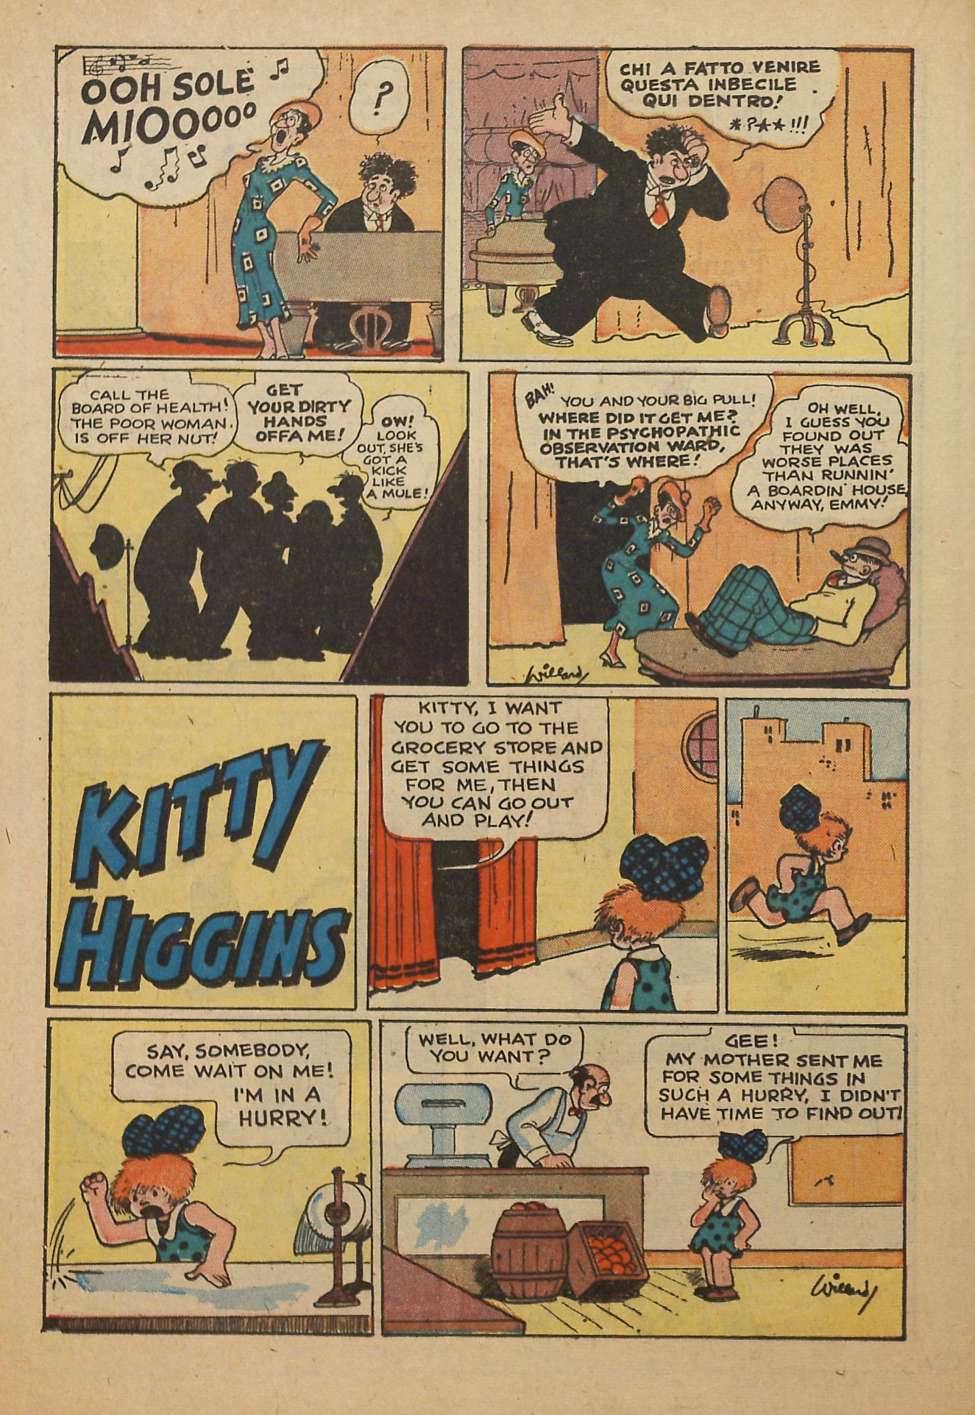 OOH SOLE
MIOOOOOO
?
CHI A FATTO VENIRE
QUESTA INBECILE
QUI DENTRO!
*?*★!!!
CALL THE
BOARD OF HEALTH!
THE POOR WOMAN
IS OFF HER NUT!
GET
YOUR DIRTY
HANDS
OFFA ME!
OW!
LOOK
OUT, SHE'S
GOT A
KICK
LIKE
A MULE!
BAH!
YOU AND YOUR BIG PULL!
WHERE DID IT GET ME?
IN THE PSYCHOPATHIC
OBSERVATION WARD,
THAT'S WHERE!
OH WELL,
I GUESS YOU
FOUND OUT
THEY WAS
WORSE PLACES
THAN RUNNIN'
A BOARDIN' HOUSE,
ANYWAY, EMMY!
Willard
KITTY
HIGGINS
KITTY, I WANT
YOU TO GO TO THE
GROCERY STORE AND
GET SOME THINGS
FOR ME, THEN
YOU CAN GO OUT
AND PLAY!
SAY, SOMEBODY,
COME WAIT ON ME!
I'M IN A
HURRY!
WELL, WHAT DO
YOU WANT?
GEE!
MY MOTHER SENT ME
FOR SOME THINGS IN
SUCH A HURRY, I DIDN'T
HAVE TIME TO FIND OUT!
Willard